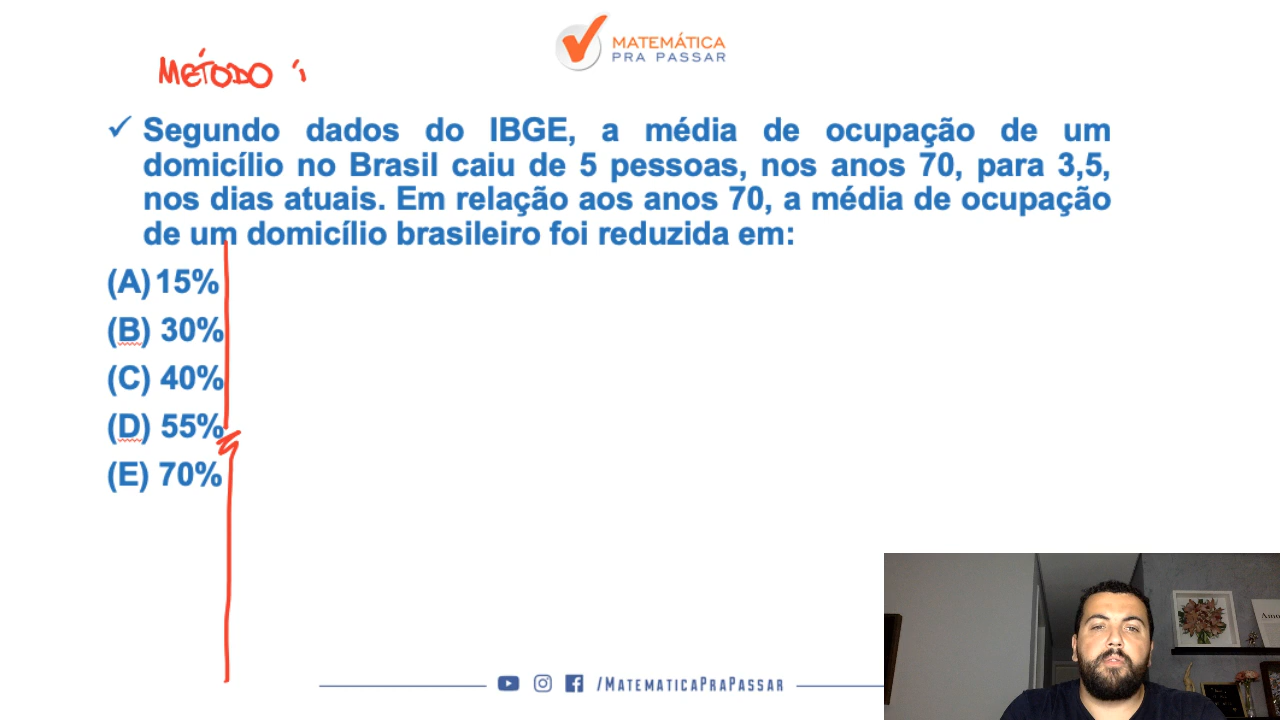 MATEMÁTICA
PRA PASSAR
MÉTODO
✓ Segundo dados do IBGE, a média de ocupação de um
domicílio no Brasil caiu de 5 pessoas, nos anos 70, para 3,5,
nos dias atuais. Em relação aos anos 70, a média de ocupação
de um domicílio brasileiro foi reduzida em:
(A) 15%
(B) 30%
(C) 40%
(D) 55%
(E) 70%
/MATEMATICAPRAPASSAR